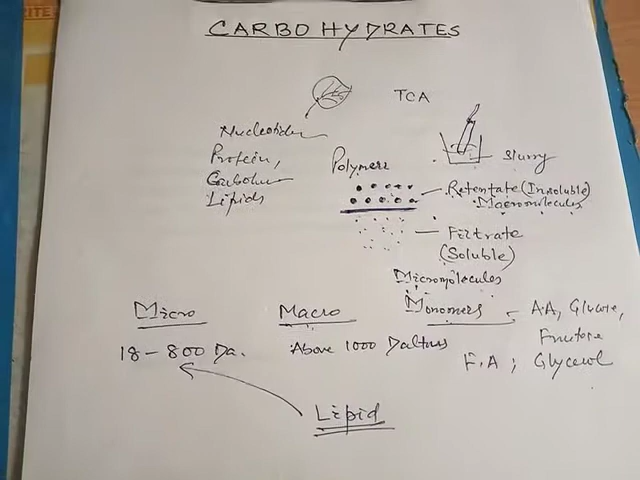 CARBOHYDRATES
TCA
Nucleotides
Protein,
Carbohy
Lipids
Polymers
Slurry
Retentate (Insoluble)
Macromolecules
Filtrate
(Soluble)
Micromolecules
Monomers
A.A, Glucose,
Fructose
F.A ; Glycerol
Micro
18 - 800 Da.
Macro
Above 1000 Daltons
Lipid